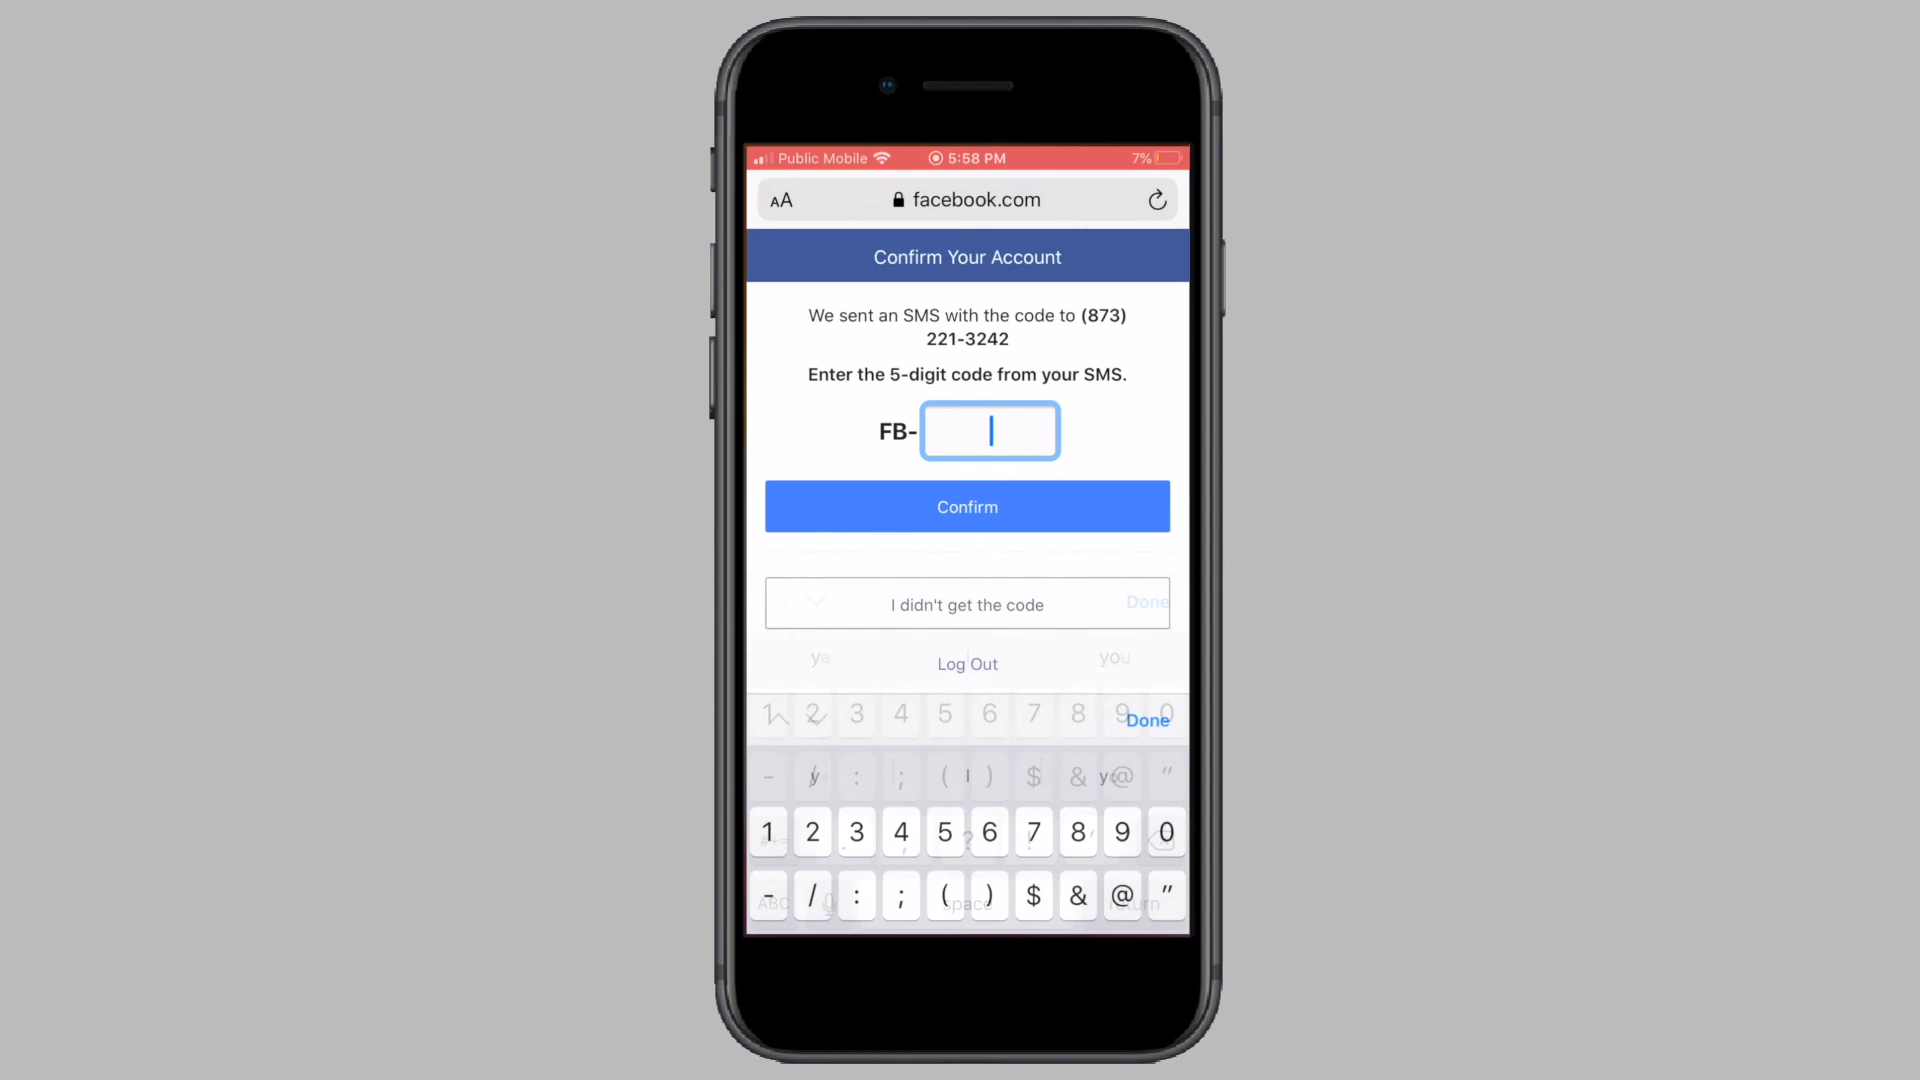 Public Mobile 5:58 PM 7%
AA facebook.com
Confirm Your Account
We sent an SMS with the code to (873)
221-3242
Enter the 5-digit code from your SMS.
FB-
Confirm
I didn't get the code Done
ya I you
Log Out
1 2 3 4 5 6 7 8 9 0
Done
- / : ; ( ) $ & @ "
y I yo
1 2 3 4 5 6 7 8 9 0
#+= . , ? ! '
- / : ; ( ) $ & @ "
ABC space return